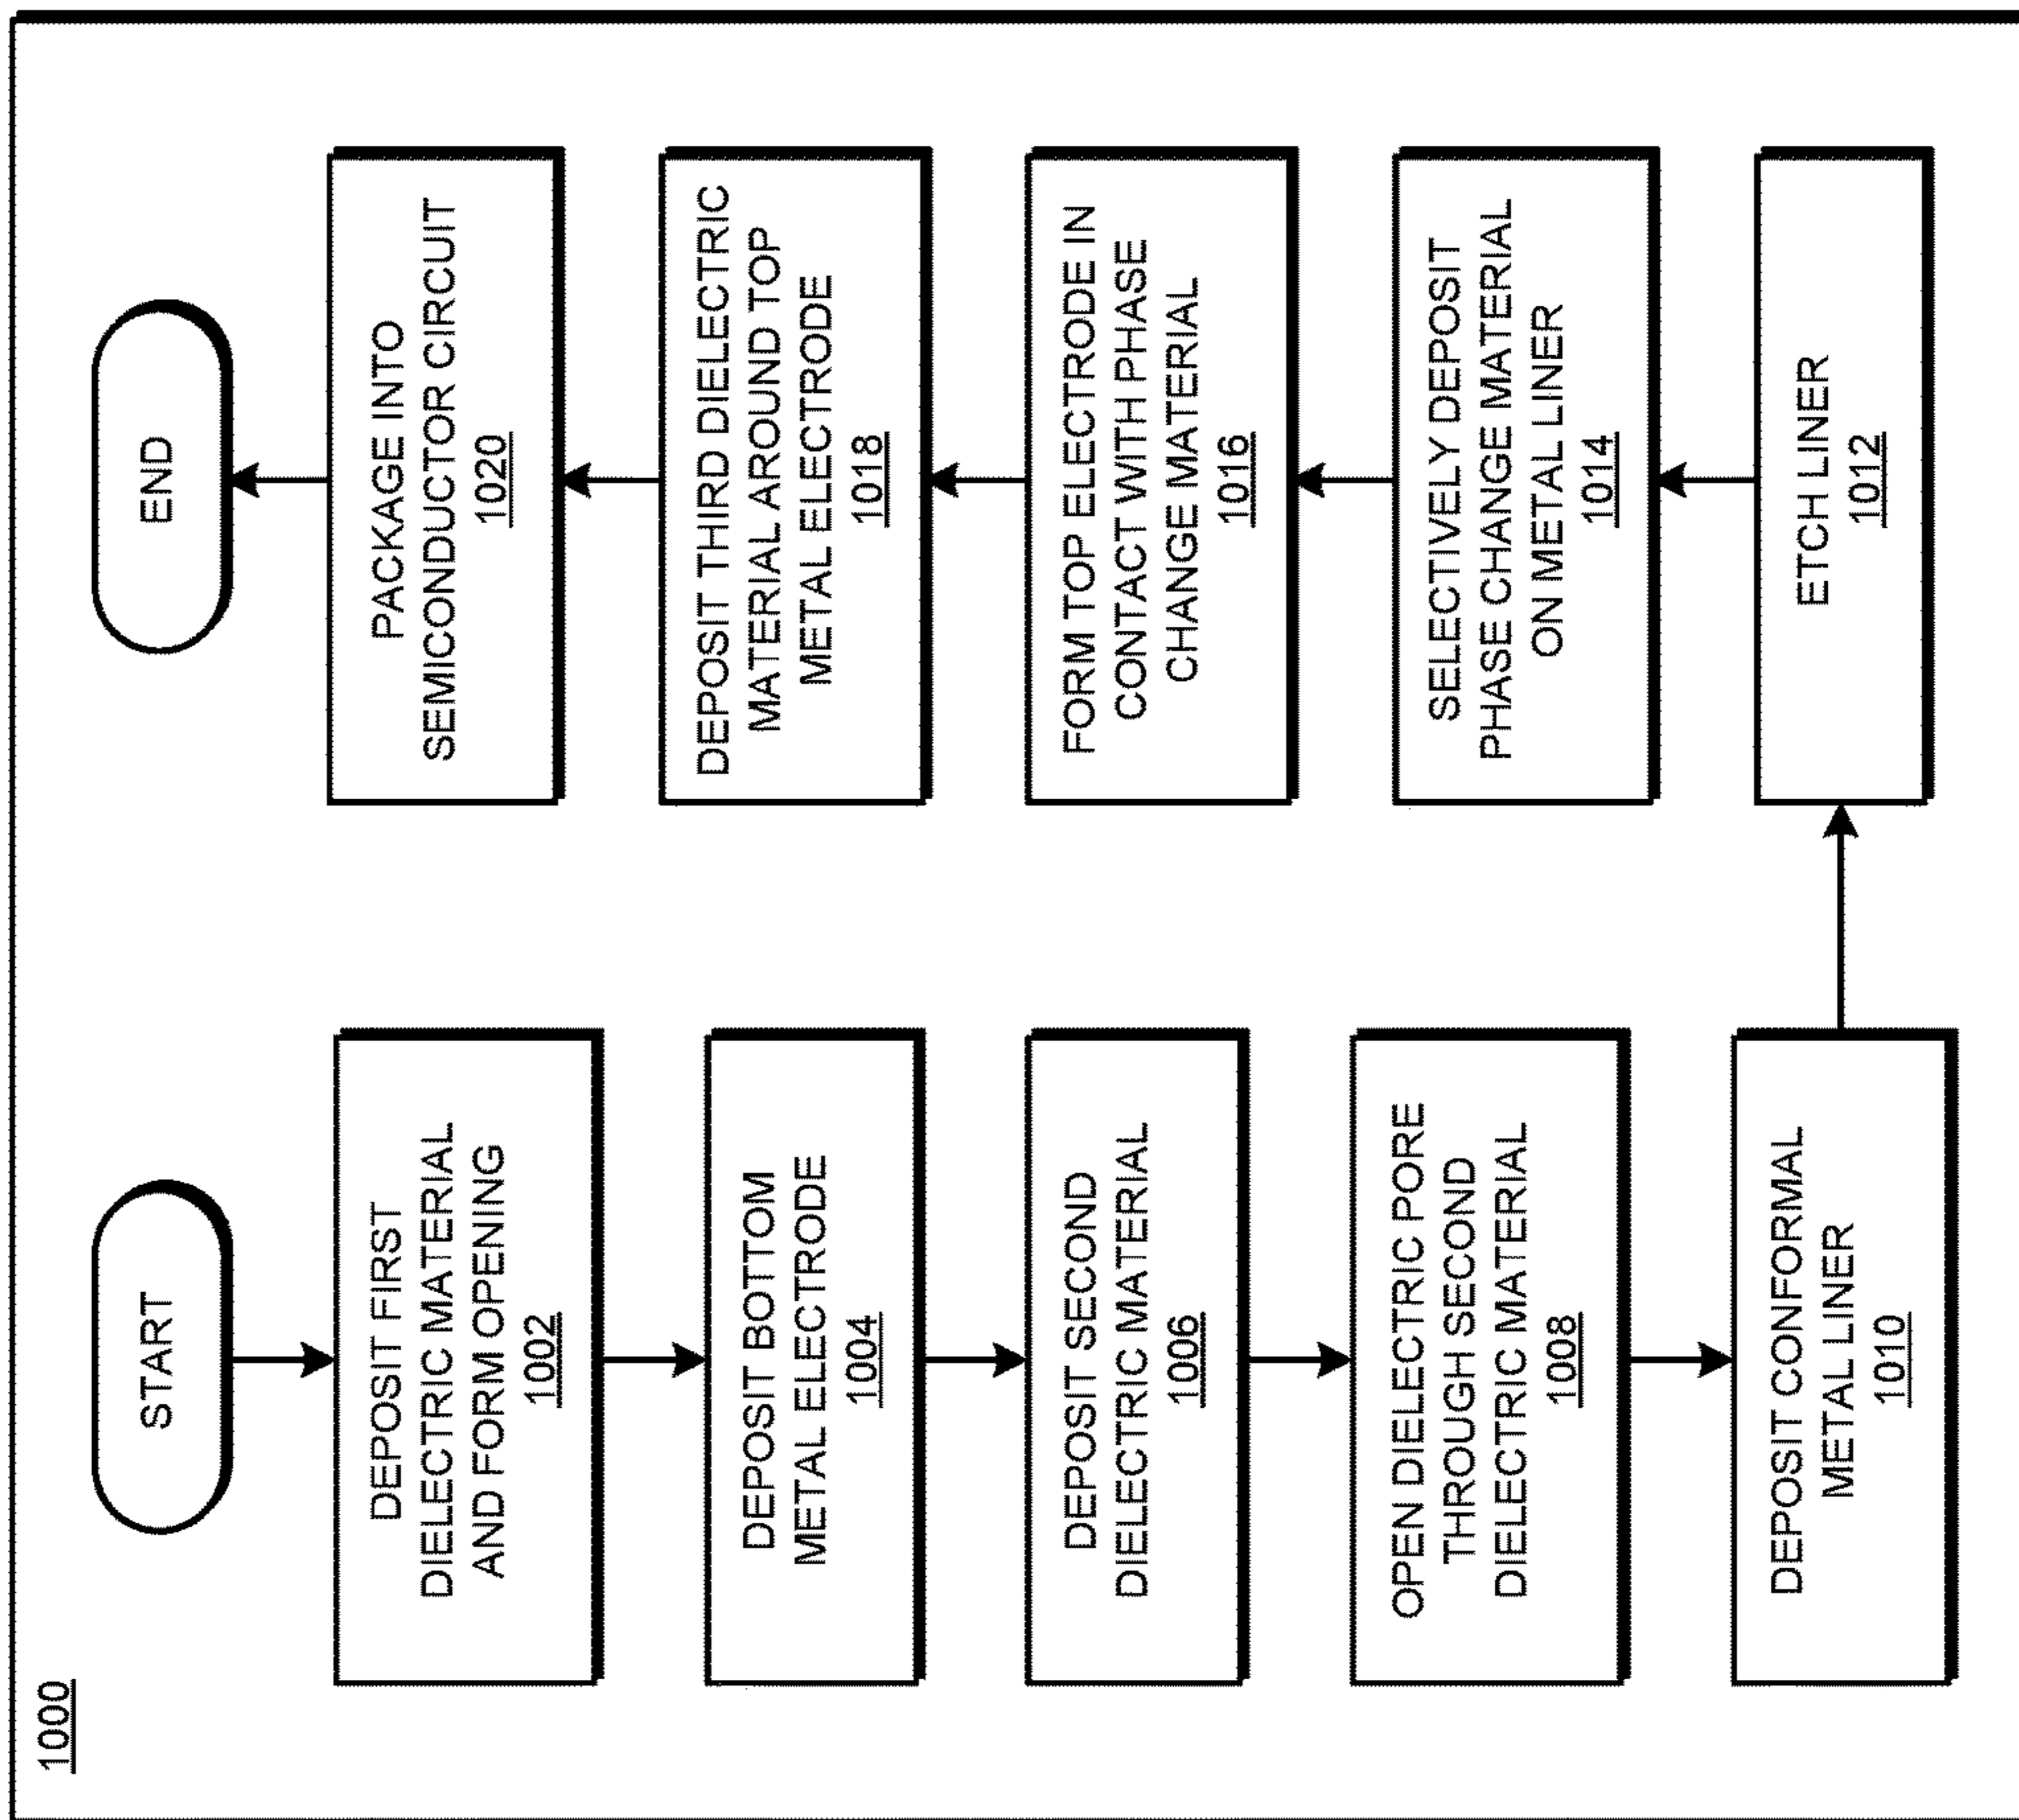 1000
START
DEPOSIT FIRST
DIELECTRIC MATERIAL
AND FORM OPENING
1002
DEPOSIT BOTTOM
METAL ELECTRODE
1004
DEPOSIT SECOND
DIELECTRIC MATERIAL
1006
OPEN DIELECTRIC PORE
THROUGH SECOND
DIELECTRIC MATERIAL
1008
DEPOSIT CONFORMAL
METAL LINER
1010
ETCH LINER
1012
SELECTIVELY DEPOSIT
PHASE CHANGE MATERIAL
ON METAL LINER
1014
FORM TOP ELECTRODE IN
CONTACT WITH PHASE
CHANGE MATERIAL
1016
DEPOSIT THIRD DIELECTRIC
MATERIAL AROUND TOP
METAL ELECTRODE
1018
PACKAGE INTO
SEMICONDUCTOR CIRCUIT
1020
END